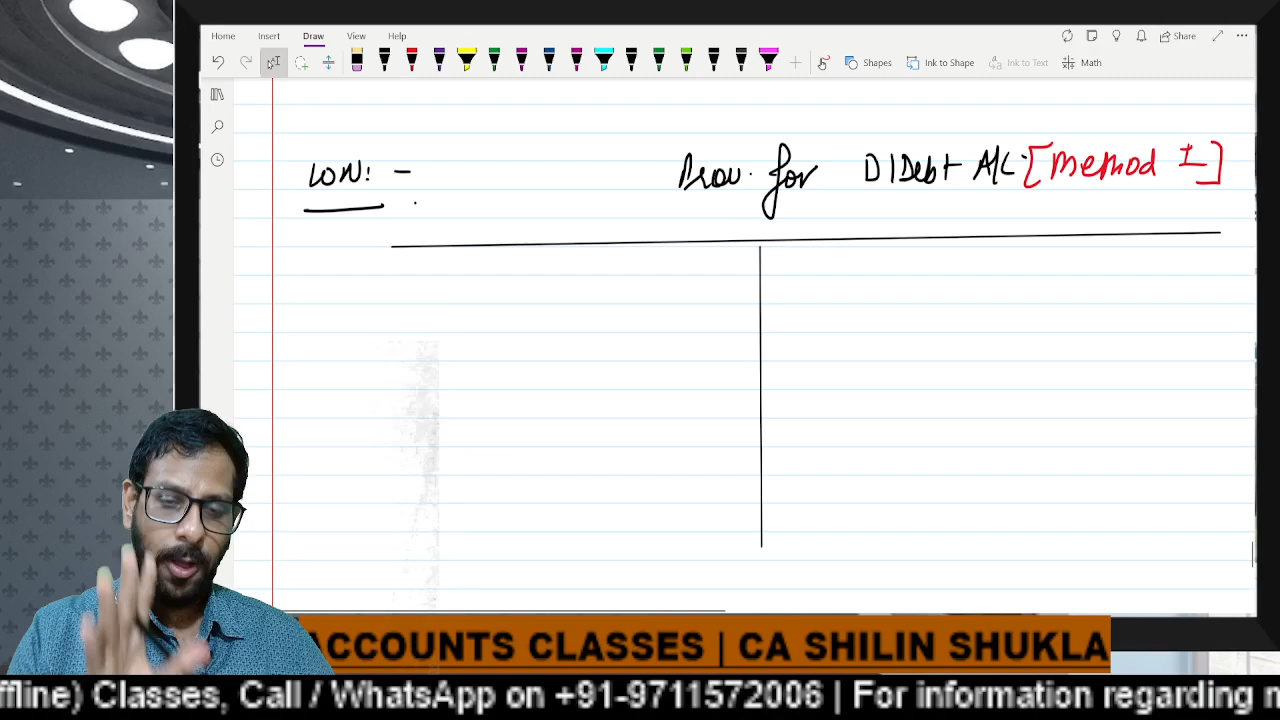 Home Insert Draw View Help Share
Shapes Ink to Shape Ink to Text Math
W.N:- Prov. for D/Debt A/C [Method I]
ACCOUNTS CLASSES | CA SHILIN SHUKLA
ffline) Classes, Call / WhatsApp on +91-9711572006 | For information regarding